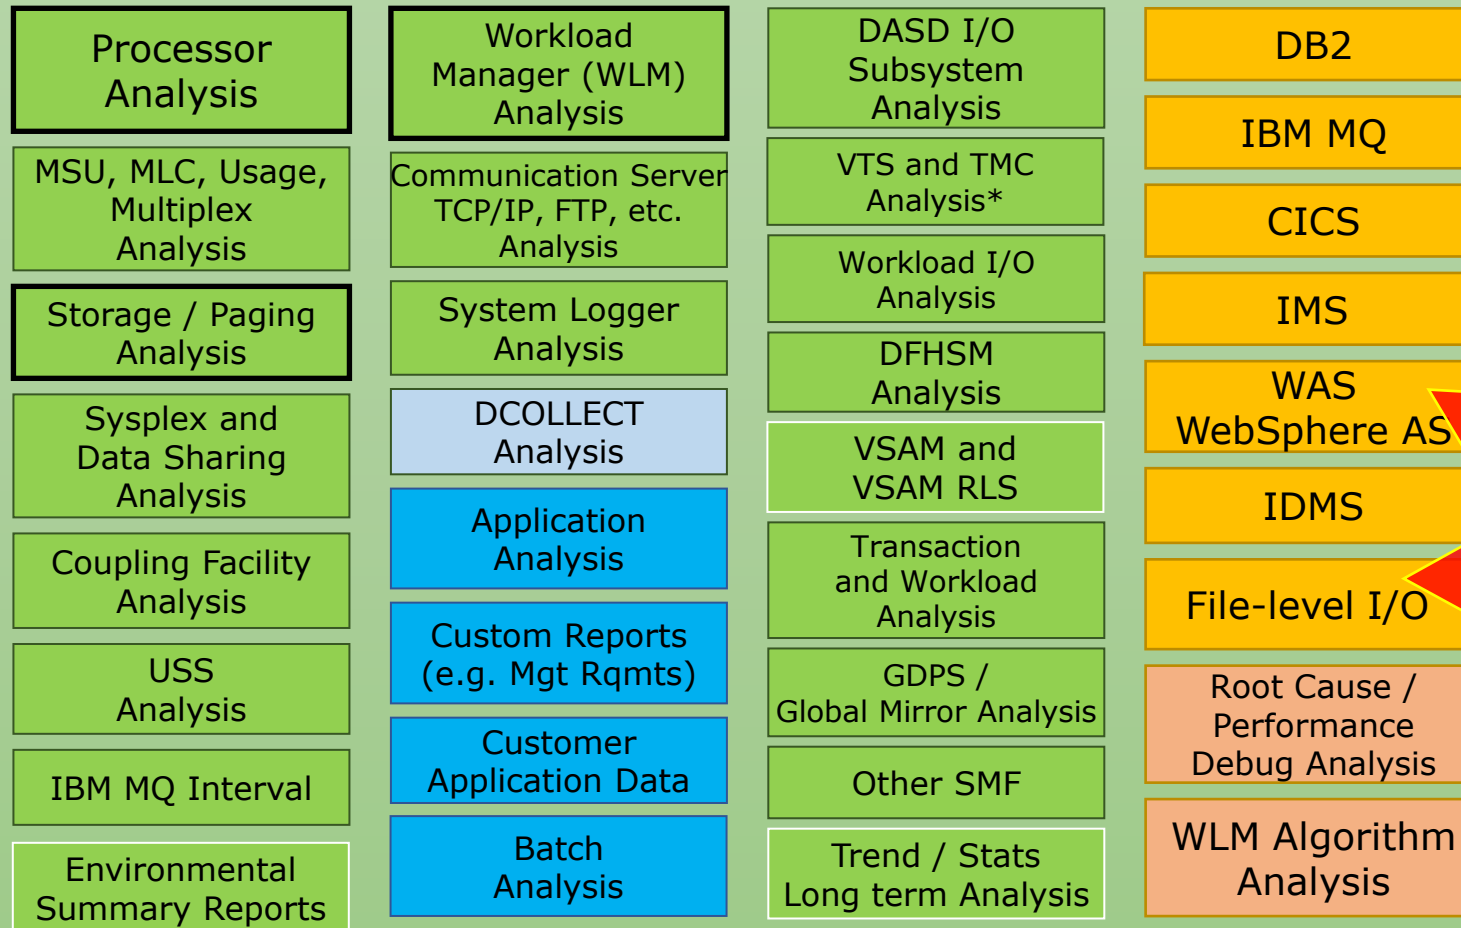 Processor
Analysis
MSU, MLC, Usage,
Multiplex
Analysis
Storage / Paging
Analysis
Sysplex and
Data Sharing
Analysis
Coupling Facility
Analysis
USS
Analysis
IBM MQ Interval
Environmental
Summary Reports
Workload
Manager (WLM)
Analysis
Communication Server
TCP/IP, FTP, etc.
Analysis
System Logger
Analysis
DCOLLECT
Analysis
Application
Analysis
Custom Reports
(e.g. Mgt Rqmts)
Customer
Application Data
Batch
Analysis
DASD I/O
Subsystem
Analysis
VTS and TMC
Analysis*
Workload I/O
Analysis
DFHSM
Analysis
VSAM and
VSAM RLS
Transaction
and Workload
Analysis
GDPS /
Global Mirror Analysis
Other SMF
Trend / Stats
Long term Analysis
DB2
IBM MQ
CICS
IMS
WAS
WebSphere AS
IDMS
File-level I/O
Root Cause /
Performance
Debug Analysis
WLM Algorithm
Analysis